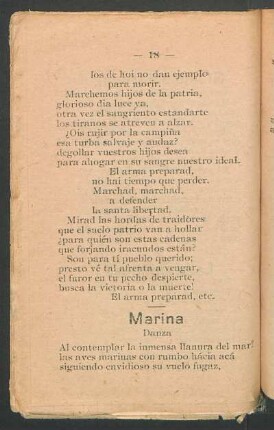 — 18 —
los de hoi no dan ejemplo
para morir.
Marchemos hijos de la patria,
glorioso dia luce ya,
otra vez el sangriento estandarte
los tiranos se atreven a alzar.
¿Ois rujir por la campiña
esa turba salvaje y audaz?
degollar vuestros hijos desea
para ahogar en su sangre nuestro ideal.
El arma preparad,
no hai tiempo que perder.
Marchad, marchad,
a defender
la santa libertad.
Mirad las hordas de traidores
que el suelo patrio van a hollar
¿para quién son estas cadenas
que forjando iracundos están?
Son para tí pueblo querido;
presto vé tal afrenta a vengar,
el furor en tu pecho despierte,
busca la victoria o la muerte!
El arma preparad, etc.
Marina
Danza
Al contemplar la inmensa llanura del mar
las aves marinas con rumbo hácia acá
siguiendo envidioso su vuelo fugaz,